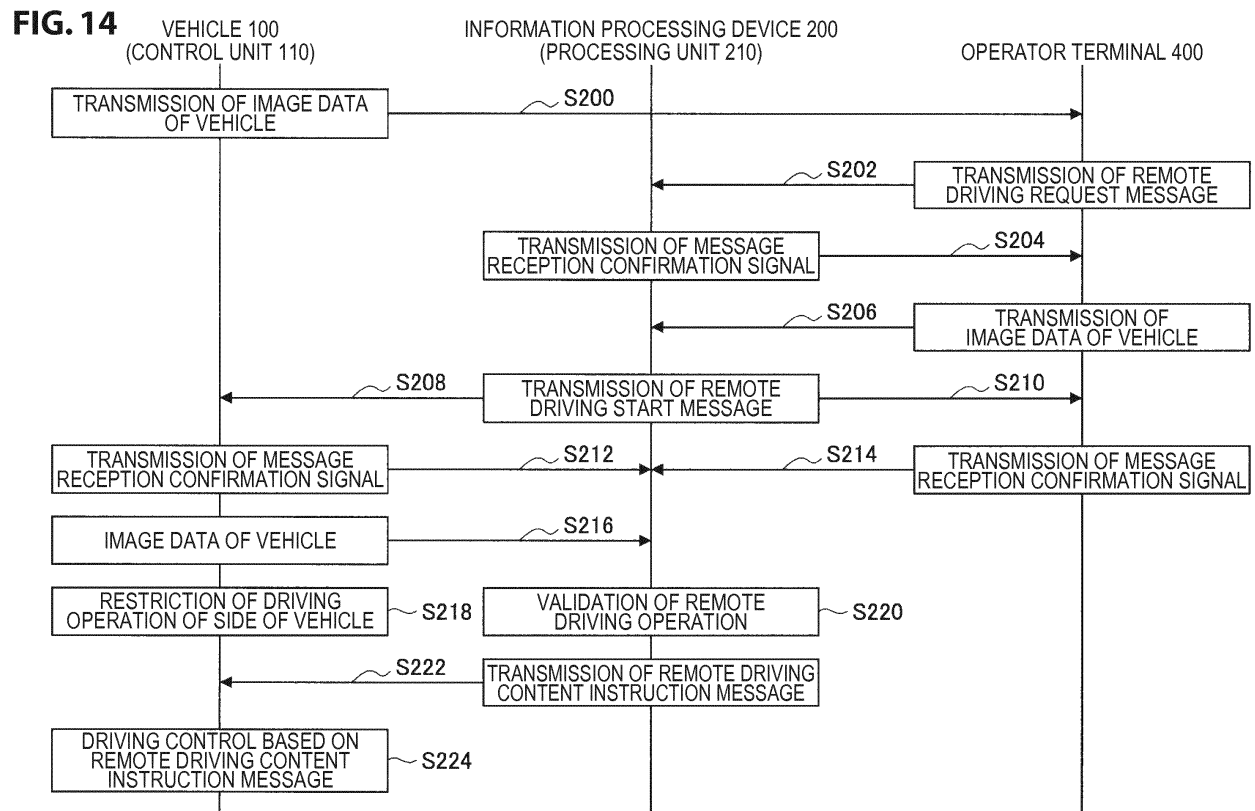 FIG. 14
VEHICLE 100
(CONTROL UNIT 110)
INFORMATION PROCESSING DEVICE 200
(PROCESSING UNIT 210)
OPERATOR TERMINAL 400
TRANSMISSION OF IMAGE DATA
OF VEHICLE
S200
S202
TRANSMISSION OF REMOTE
DRIVING REQUEST MESSAGE
TRANSMISSION OF MESSAGE
RECEPTION CONFIRMATION SIGNAL
S204
S206
TRANSMISSION OF
IMAGE DATA OF VEHICLE
S208
TRANSMISSION OF REMOTE
DRIVING START MESSAGE
S210
TRANSMISSION OF MESSAGE
RECEPTION CONFIRMATION SIGNAL
S212
S214
TRANSMISSION OF MESSAGE
RECEPTION CONFIRMATION SIGNAL
IMAGE DATA OF VEHICLE
S216
RESTRICTION OF DRIVING
OPERATION OF SIDE OF VEHICLE
S218
VALIDATION OF REMOTE
DRIVING OPERATION
S220
S222
TRANSMISSION OF REMOTE DRIVING
CONTENT INSTRUCTION MESSAGE
DRIVING CONTROL BASED ON
REMOTE DRIVING CONTENT
INSTRUCTION MESSAGE
S224